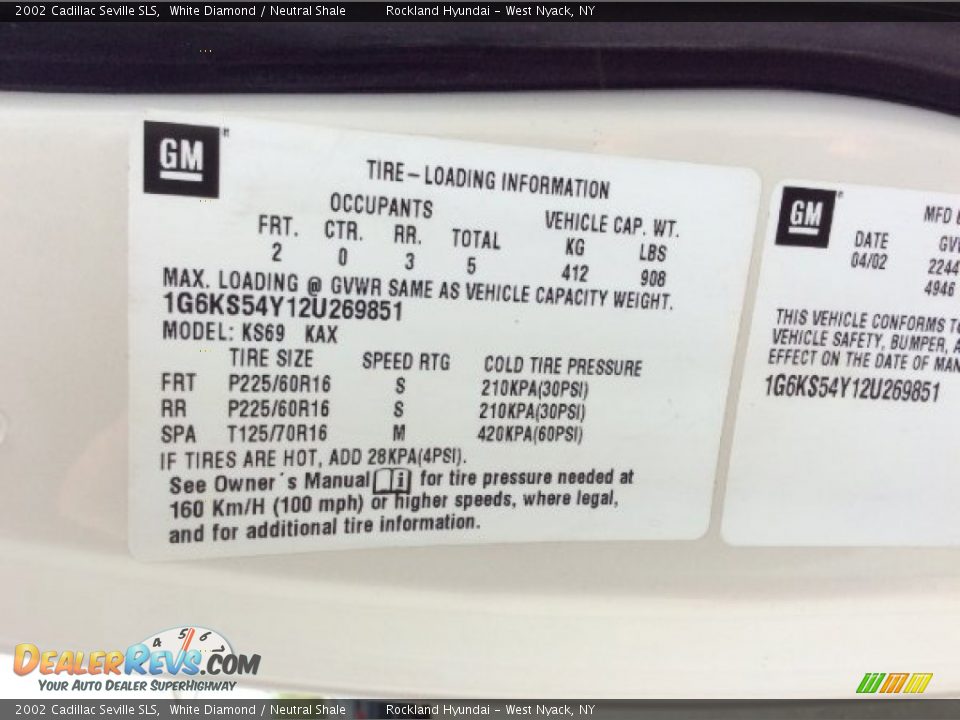 2002 Cadillac Seville SLS,  White Diamond / Neutral Shale  Rockland Hyundai - West Nyack, NY
GM
TIRE-LOADING INFORMATION
OCCUPANTS VEHICLE CAP. WT.
FRT. CTR. RR. TOTAL KG LBS
2 0 3 5 412 908
MAX. LOADING @ GVWR SAME AS VEHICLE CAPACITY WEIGHT.
1G6KS54Y12U269851
MODEL: KS69 KAX
TIRE SIZE SPEED RTG COLD TIRE PRESSURE
FRT P225/60R16 S 210KPA(30PSI)
RR P225/60R16 S 210KPA(30PSI)
SPA T125/70R16 M 420KPA(60PSI)
IF TIRES ARE HOT, ADD 28KPA(4PSI).
See Owner's Manual for tire pressure needed at
160 Km/H (100 mph) or higher speeds, where legal,
and for additional tire information.
GM
MFD
DATE
04/02 2244
4946
THIS VEHICLE CONFORMS
VEHICLE SAFETY, BUMPER,
EFFECT ON THE DATE OF
1G6KS54Y12U269851
4 5 6 7
DEALERREVS.COM
YOUR AUTO DEALER SUPERHIGHWAY
2002 Cadillac Seville SLS,  White Diamond / Neutral Shale  Rockland Hyundai - West Nyack, NY